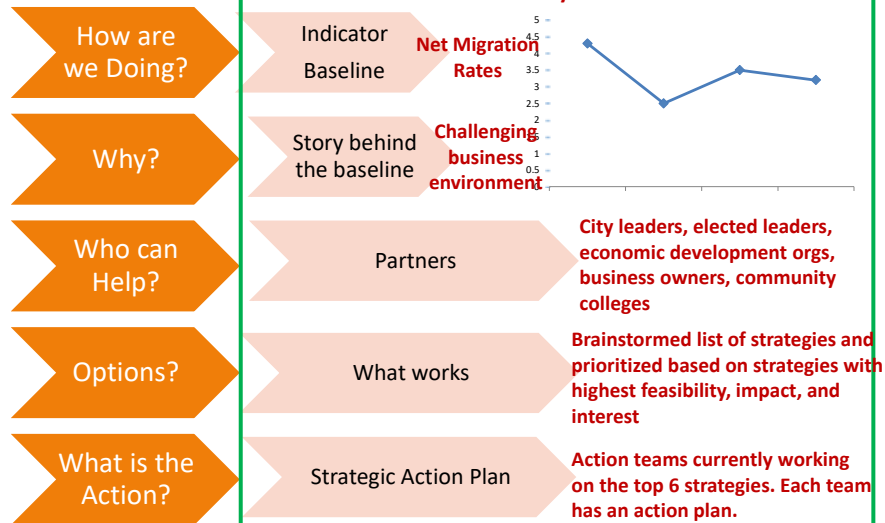 How are
we Doing?
Indicator
Baseline
Net Migration
Rates
5
4.5
4
3.5
3
2.5
2
1.5
1
0.5
0
Why?
Story behind
the baseline
Challenging
business
environment
Who can
Help?
Partners
City leaders, elected leaders,
economic development orgs,
business owners, community
colleges
Options?
What works
Brainstormed list of strategies and
prioritized based on strategies with
highest feasibility, impact, and
interest
What is the
Action?
Strategic Action Plan
Action teams currently working
on the top 6 strategies. Each team
has an action plan.